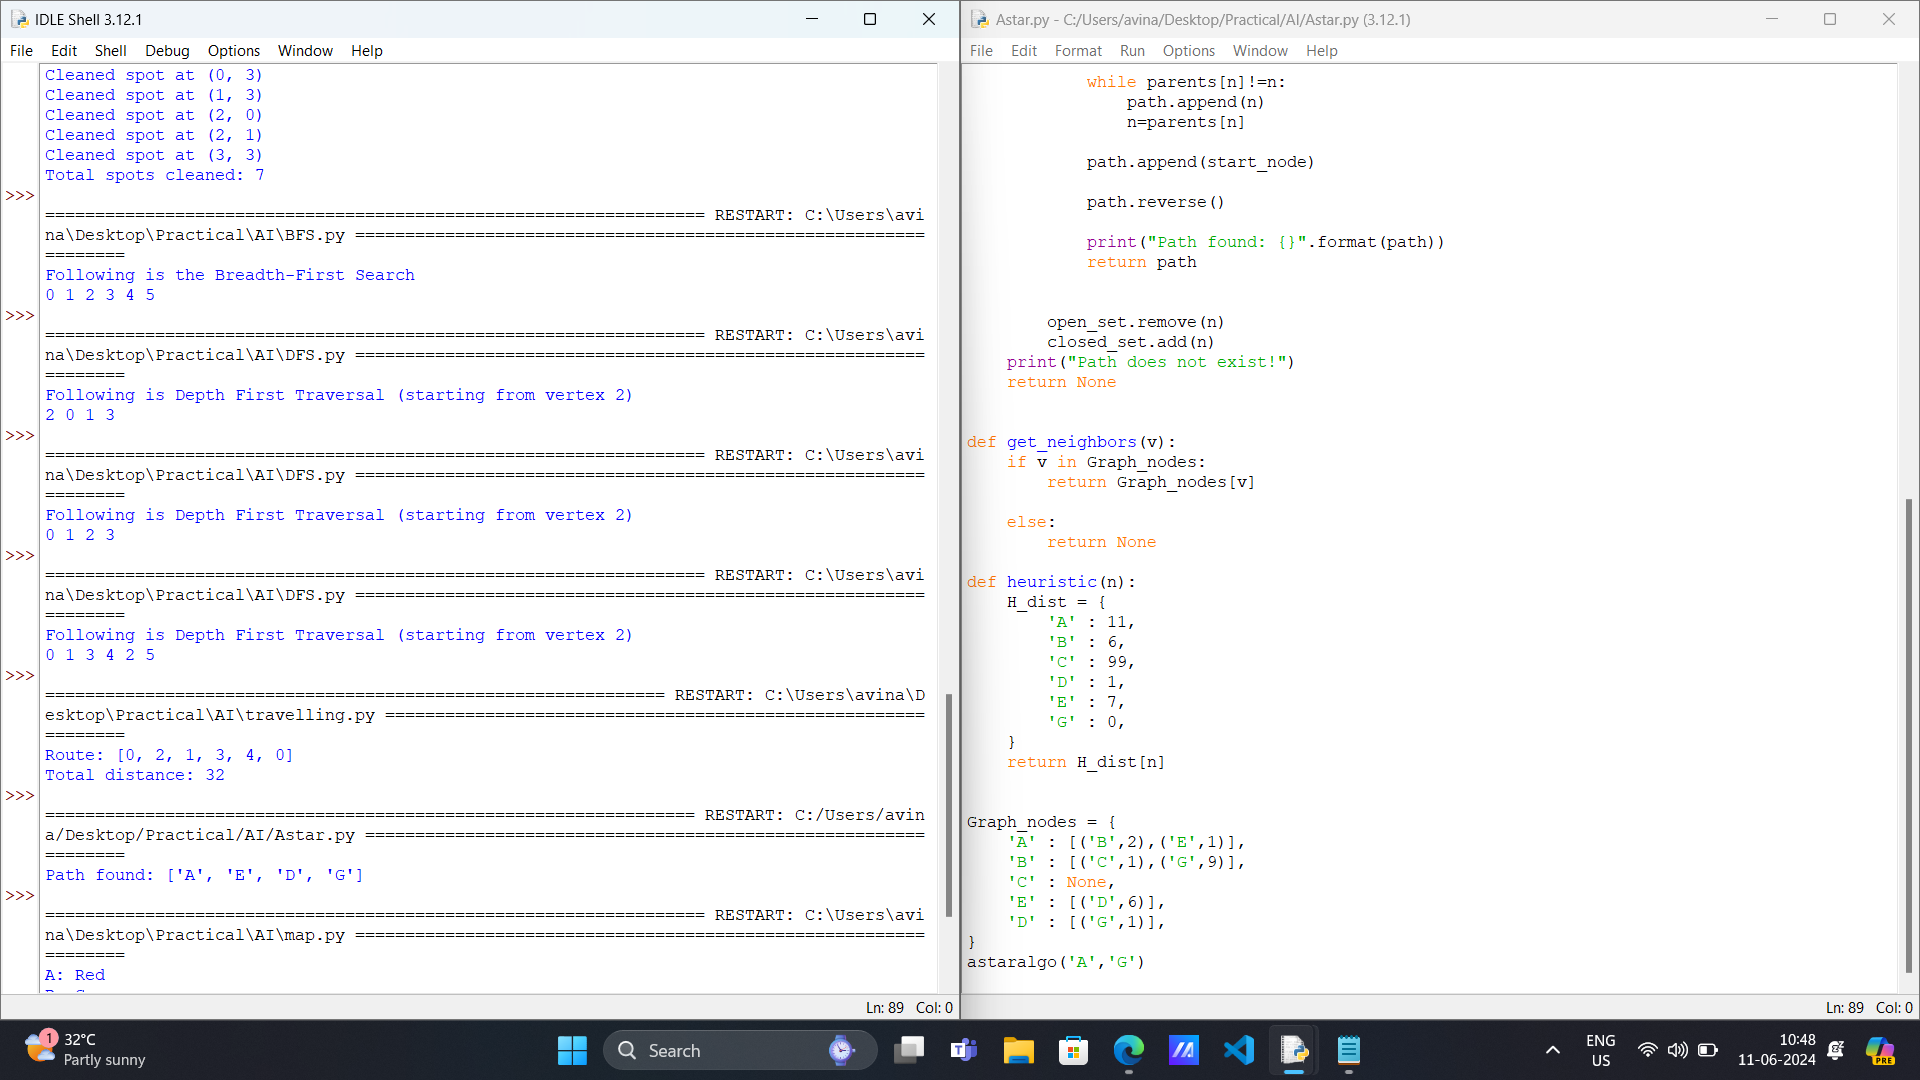 IDLE Shell 3.12.1
File Edit Shell Debug Options Window Help
Cleaned spot at (0, 3)
Cleaned spot at (1, 3)
Cleaned spot at (2, 0)
Cleaned spot at (2, 1)
Cleaned spot at (3, 3)
Total spots cleaned: 7
>>>
================================================================== RESTART: C:\Users\avi
na\Desktop\Practical\AI\BFS.py =========================================================
========
Following is the Breadth-First Search
0 1 2 3 4 5
>>>
================================================================== RESTART: C:\Users\avi
na\Desktop\Practical\AI\DFS.py =========================================================
========
Following is Depth First Traversal (starting from vertex 2)
2 0 1 3
>>>
================================================================== RESTART: C:\Users\avi
na\Desktop\Practical\AI\DFS.py =========================================================
========
Following is Depth First Traversal (starting from vertex 2)
0 1 2 3
>>>
================================================================== RESTART: C:\Users\avi
na\Desktop\Practical\AI\DFS.py =========================================================
========
Following is Depth First Traversal (starting from vertex 2)
0 1 3 4 2 5
>>>
============================================================== RESTART: C:\Users\avina\D
esktop\Practical\AI\travelling.py ======================================================
========
Route: [0, 2, 1, 3, 4, 0]
Total distance: 32
>>>
================================================================= RESTART: C:/Users/avin
a/Desktop/Practical/AI/Astar.py ========================================================
========
Path found: ['A', 'E', 'D', 'G']
>>>
================================================================== RESTART: C:\Users\avi
na\Desktop\Practical\AI\map.py =========================================================
========
A: Red
Ln: 89 Col: 0
Astar.py - C:/Users/avina/Desktop/Practical/AI/Astar.py (3.12.1)
File Edit Format Run Options Window Help
while parents[n]!=n:
path.append(n)
n=parents[n]
path.append(start_node)
path.reverse()
print("Path found: {}".format(path))
return path
open_set.remove(n)
closed_set.add(n)
print("Path does not exist!")
return None
def get_neighbors(v):
if v in Graph_nodes:
return Graph_nodes[v]
else:
return None
def heuristic(n):
H_dist = {
'A' : 11,
'B' : 6,
'C' : 99,
'D' : 1,
'E' : 7,
'G' : 0,
}
return H_dist[n]
Graph_nodes = {
'A' : [('B',2),('E',1)],
'B' : [('C',1),('G',9)],
'C' : None,
'E' : [('D',6)],
'D' : [('G',1)],
}
astaralgo('A','G')
Ln: 89 Col: 0
1
32°C
Partly sunny
Search
ENG
US
10:48
11-06-2024
PRE